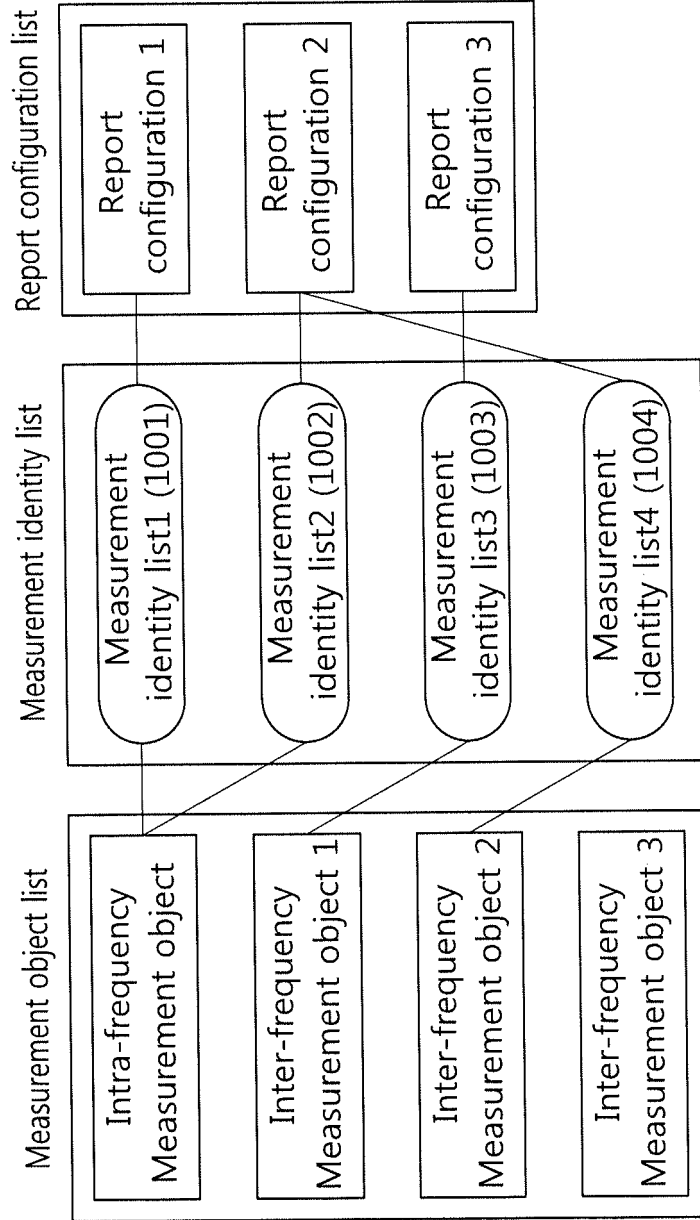 Measurement object list
Intra-frequency
Measurement object
Inter-frequency
Measurement object 1
Inter-frequency
Measurement object 2
Inter-frequency
Measurement object 3
Measurement identity list
Measurement
identity list1 (1001)
Measurement
identity list2 (1002)
Measurement
identity list3 (1003)
Measurement
identity list4 (1004)
Report configuration list
Report
configuration 1
Report
configuration 2
Report
configuration 3